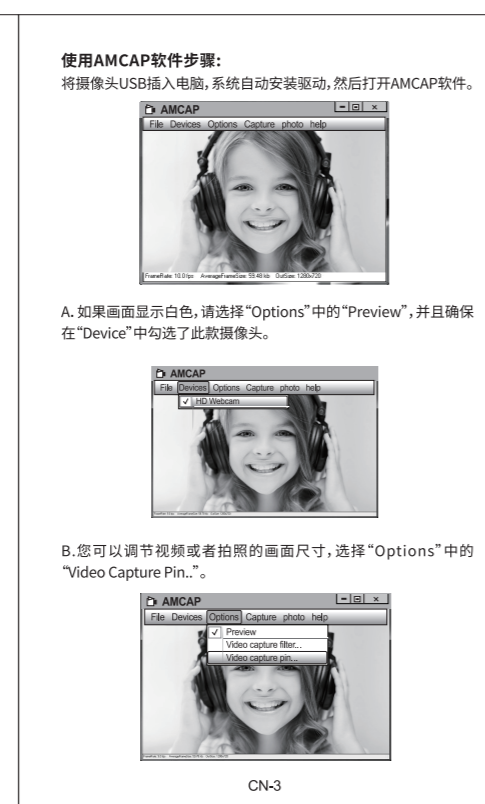 使用AMCAP软件步骤:
将摄像头USB插入电脑,系统自动安装驱动,然后打开AMCAP软件。
AMCAP
File Devices Options Capture photo help
FrameRate: 10.0/ps AverageFrameSize: 59.48 kb OutSize: 1280x720
A. 如果画面显示白色,请选择“Options”中的“Preview”,并且确保
在“Device”中勾选了此款摄像头。
AMCAP
File Devices Options Capture photo help
✓ HD Webcam
B.您可以调节视频或者拍照的画面尺寸,选择“Options”中的
“Video Capture Pin..”。
AMCAP
File Devices Options Capture photo help
✓ Preview
Video capture filter...
Video capture pin...
CN-3